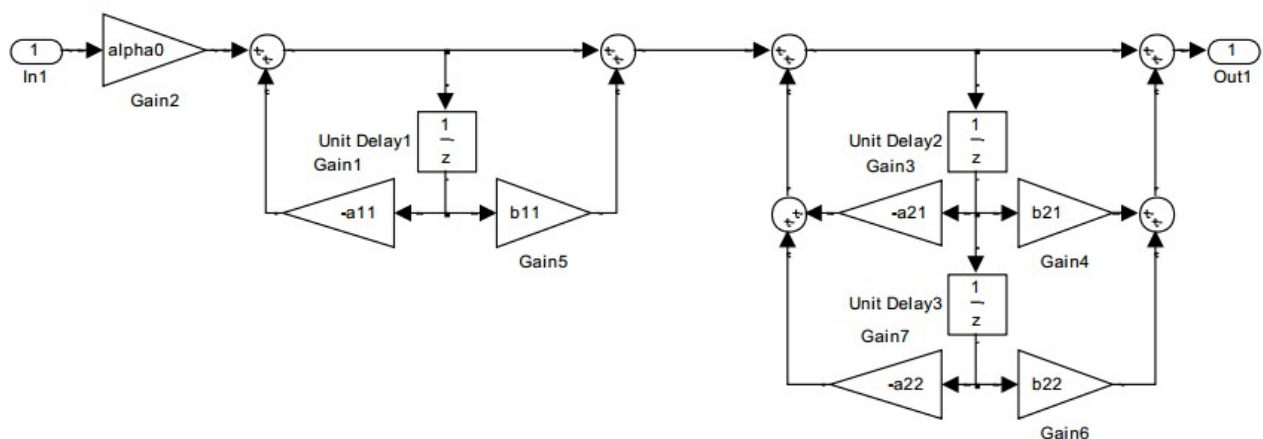 1
In1
alpha0
Gain2
+
+
+
+
+
+
+
+
1
Out1
Unit Delay1
1
z
Gain1
-a11
b11
Gain5
Unit Delay2
1
z
Gain3
+
+
-a21
b21
+
+
Gain4
Unit Delay3
1
z
Gain7
-a22
b22
Gain6